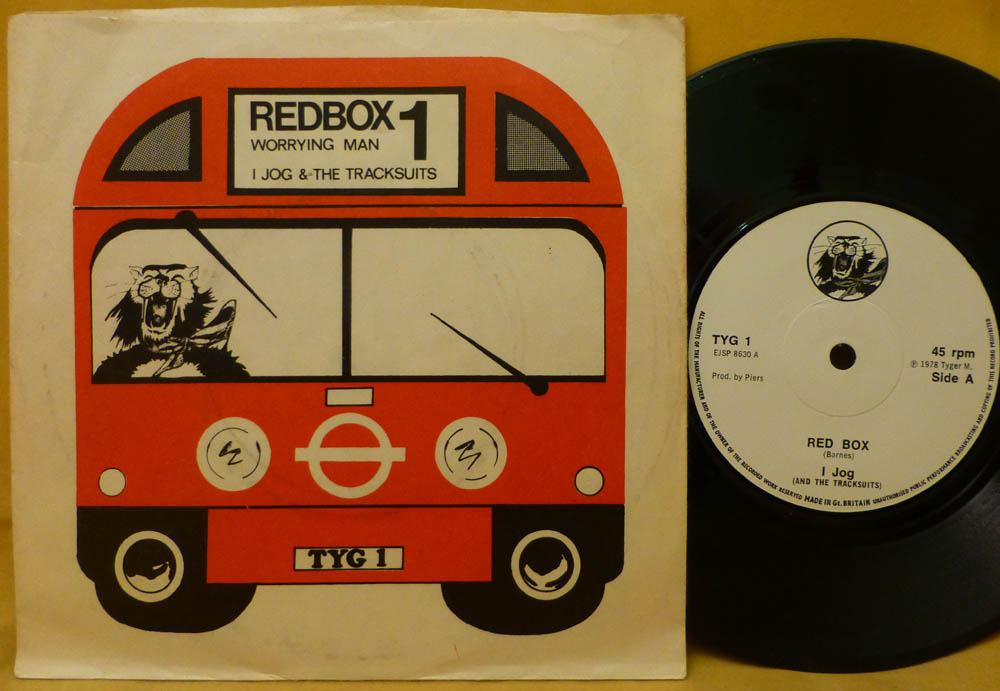 REDBOX 1
WORRYING MAN
I JOG & THE TRACKSUITS
TYG 1
TYG 1
EJSP 8630 A
Prod. by Piers
45 rpm
℗ 1978 Tyger M.
Side A
RED BOX
(Barnes)
I Jog
(AND THE TRACKSUITS)
ALL RIGHTS OF THE MANUFACTURER AND OF THE OWNER OF THE RECORDED WORK RESERVED MADE IN Gt. BRITAIN UNAUTHORISED PUBLIC PERFORMANCE BROADCASTING AND COPYING OF THIS RECORD PROHIBITED